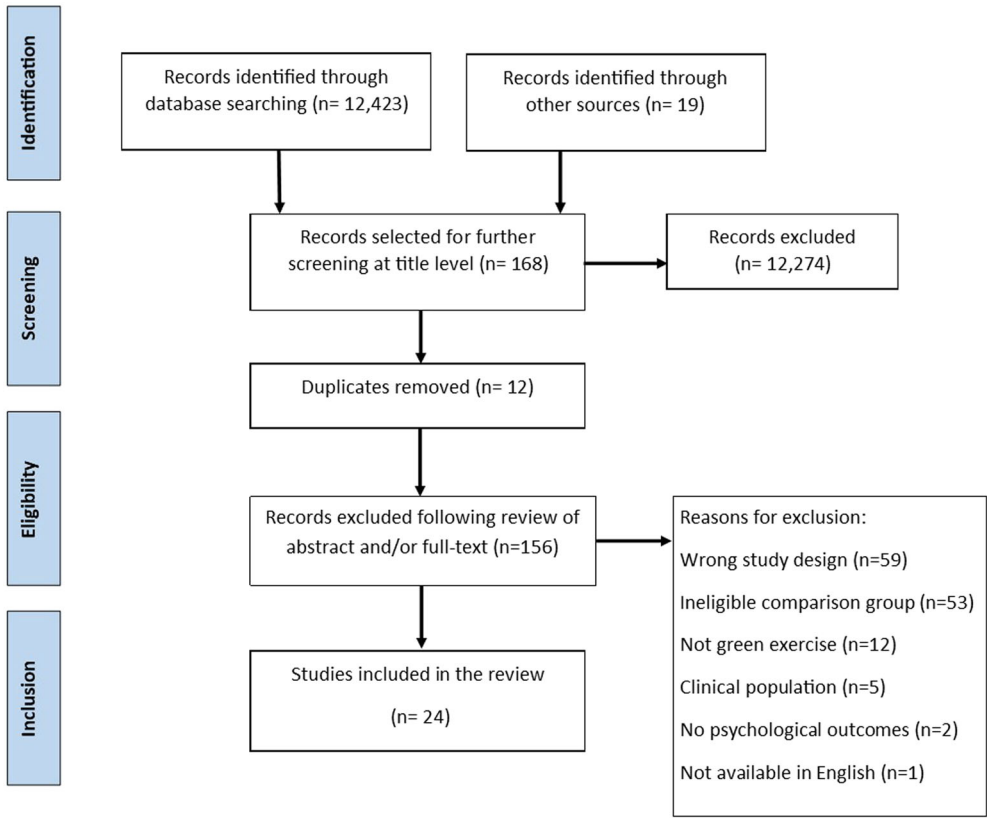 Identification
Records identified through
database searching (n= 12,423)
Records identified through
other sources (n= 19)
Screening
Records selected for further
screening at title level (n= 168)
Records excluded
(n= 12,274)
Duplicates removed (n= 12)
Eligibility
Records excluded following review of
abstract and/or full-text (n=156)
Reasons for exclusion:
Wrong study design (n=59)
Ineligible comparison group (n=53)
Not green exercise (n=12)
Clinical population (n=5)
No psychological outcomes (n=2)
Not available in English (n=1)
Inclusion
Studies included in the review
(n= 24)